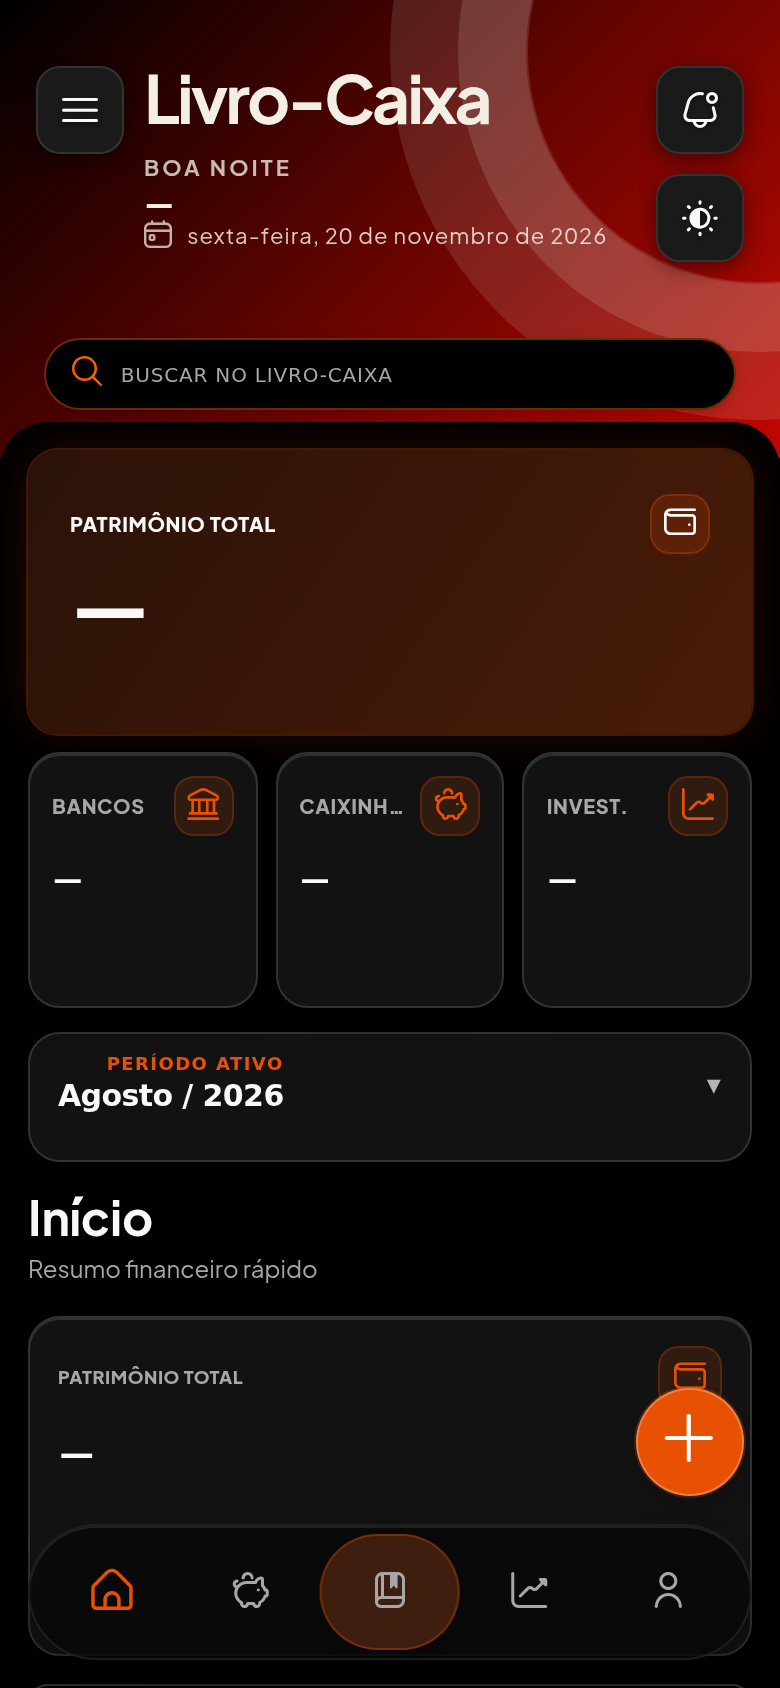 Livro-Caixa
BOA NOITE
—
sexta-feira, 20 de novembro de 2026
BUSCAR NO LIVRO-CAIXA
PATRIMÔNIO TOTAL
—
BANCOS
CAIXINH…
INVEST.
—
—
—
PERÍODO ATIVO
Agosto / 2026
▼
Início
Resumo financeiro rápido
PATRIMÔNIO TOTAL
—